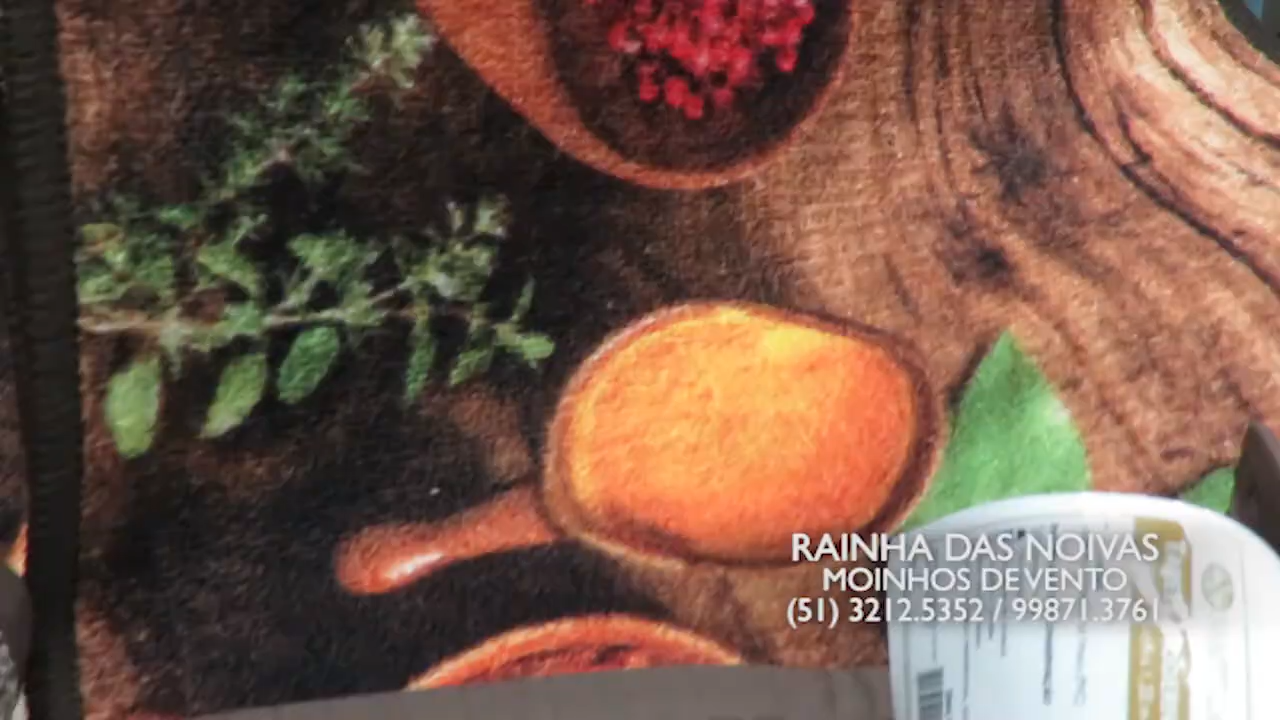 RAINHA DAS NOIVAS
MOINHOS DE VENTO
(51) 3212.5352 / 99871.3761